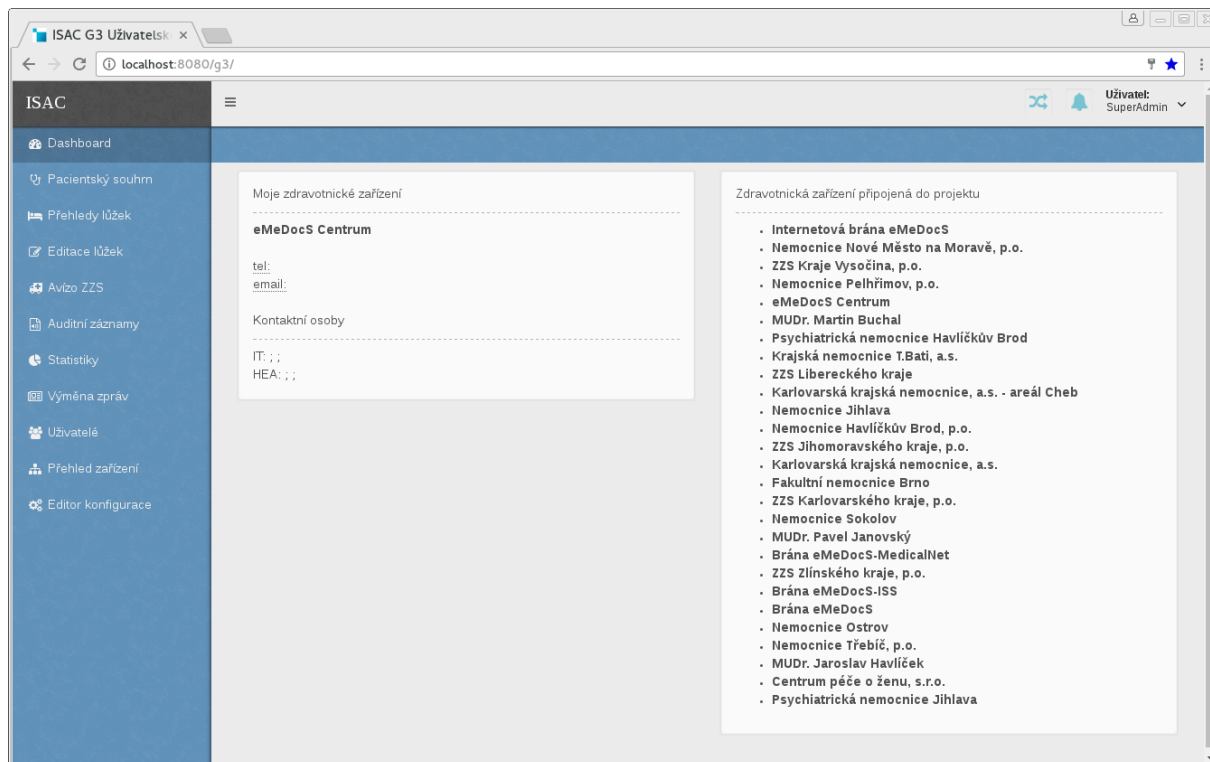 ISAC G3 Uživatelsk
localhost:8080/g3/
ISAC
Uživatel:
SuperAdmin
Dashboard
Pacientský souhrn
Přehledy lůžek
Editace lůžek
Avízo ZZS
Auditní záznamy
Statistiky
Výměna zpráv
Uživatelé
Přehled zařízení
Editor konfigurace
Moje zdravotnické zařízení
eMeDocS Centrum
tel:
email:
Kontaktní osoby
IT: ; ;
HEA: ; ;
Zdravotnická zařízení připojená do projektu
Internetová brána eMeDocS
Nemocnice Nové Město na Moravě, p.o.
ZZS Kraje Vysočina, p.o.
Nemocnice Pelhřimov, p.o.
eMeDocS Centrum
MUDr. Martin Buchal
Psychiatrická nemocnice Havlíčkův Brod
Krajská nemocnice T.Bati, a.s.
ZZS Libereckého kraje
Karlovarská krajská nemocnice, a.s. - areál Cheb
Nemocnice Jihlava
Nemocnice Havlíčkův Brod, p.o.
ZZS Jihomoravského kraje, p.o.
Karlovarská krajská nemocnice, a.s.
Fakultní nemocnice Brno
ZZS Karlovarského kraje, p.o.
Nemocnice Sokolov
MUDr. Pavel Janovský
Brána eMeDocS-MedicalNet
ZZS Zlínského kraje, p.o.
Brána eMeDocS-ISS
Brána eMeDocS
Nemocnice Ostrov
Nemocnice Třebíč, p.o.
MUDr. Jaroslav Havlíček
Centrum péče o ženu, s.r.o.
Psychiatrická nemocnice Jihlava